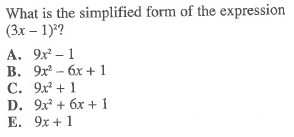 What is the simplified form of the expression
(3x – 1)²?
A. 9x² – 1
B. 9x² – 6x + 1
C. 9x² + 1
D. 9x² + 6x + 1
E. 9x + 1